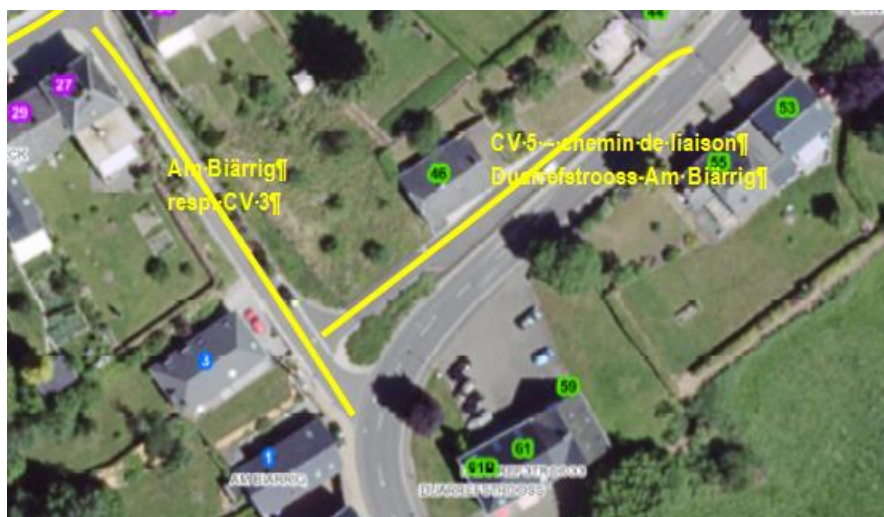 44
27
29
CK
53
CV·5·–·chemin·de·liaison¶
Duarrefstrooss-Am·Biärrig¶
55
46
Am·Biärrig¶
resp.·CV·3¶
3
59
1
61
AM BIÄRRIG
DUARREFSTROOSS